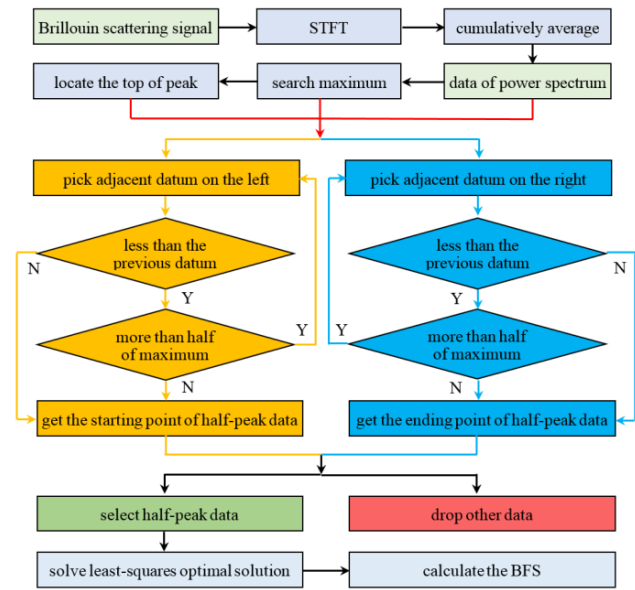 Brillouin scattering signal
STFT
cumulatively average
locate the top of peak
search maximum
data of power spectrum
pick adjacent datum on the left
pick adjacent datum on the right
less than the
previous datum
less than the
previous datum
N
N
Y
Y
more than half
of maximum
more than half
of maximum
Y
Y
N
N
get the starting point of half-peak data
get the ending point of half-peak data
select half-peak data
drop other data
solve least-squares optimal solution
calculate the BFS